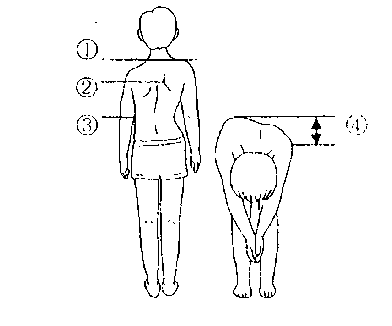 ①
②
③
④